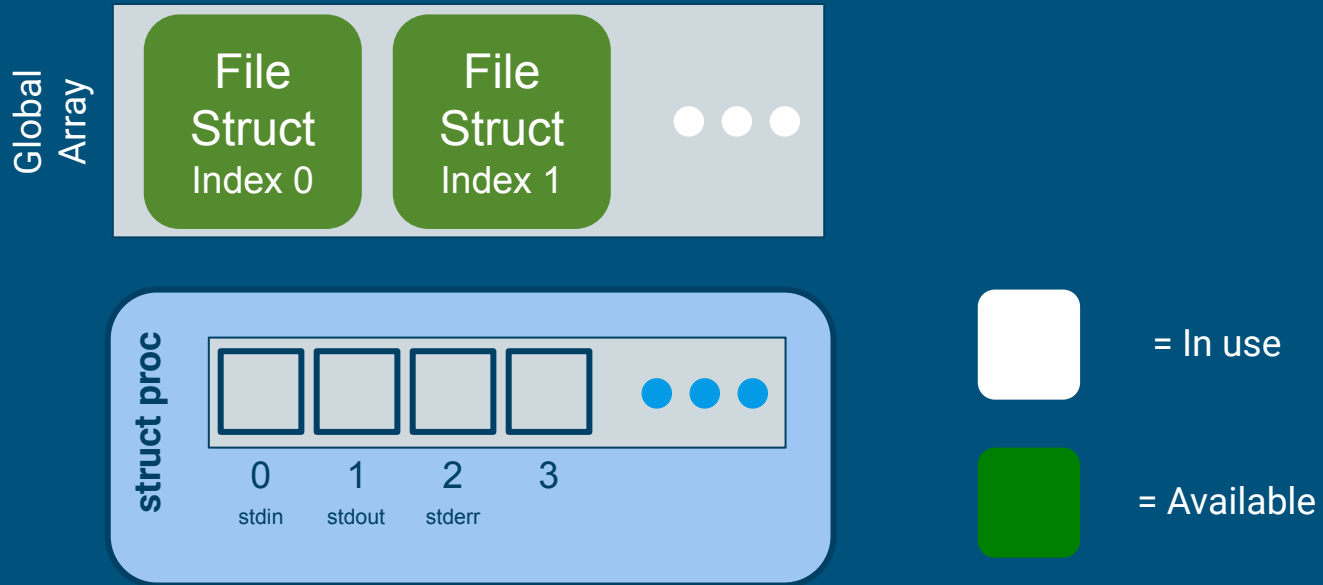 Global
Array
File
Struct
Index 0
File
Struct
Index 1
struct proc
0
1
2
3
stdin
stdout
stderr
= In use
= Available